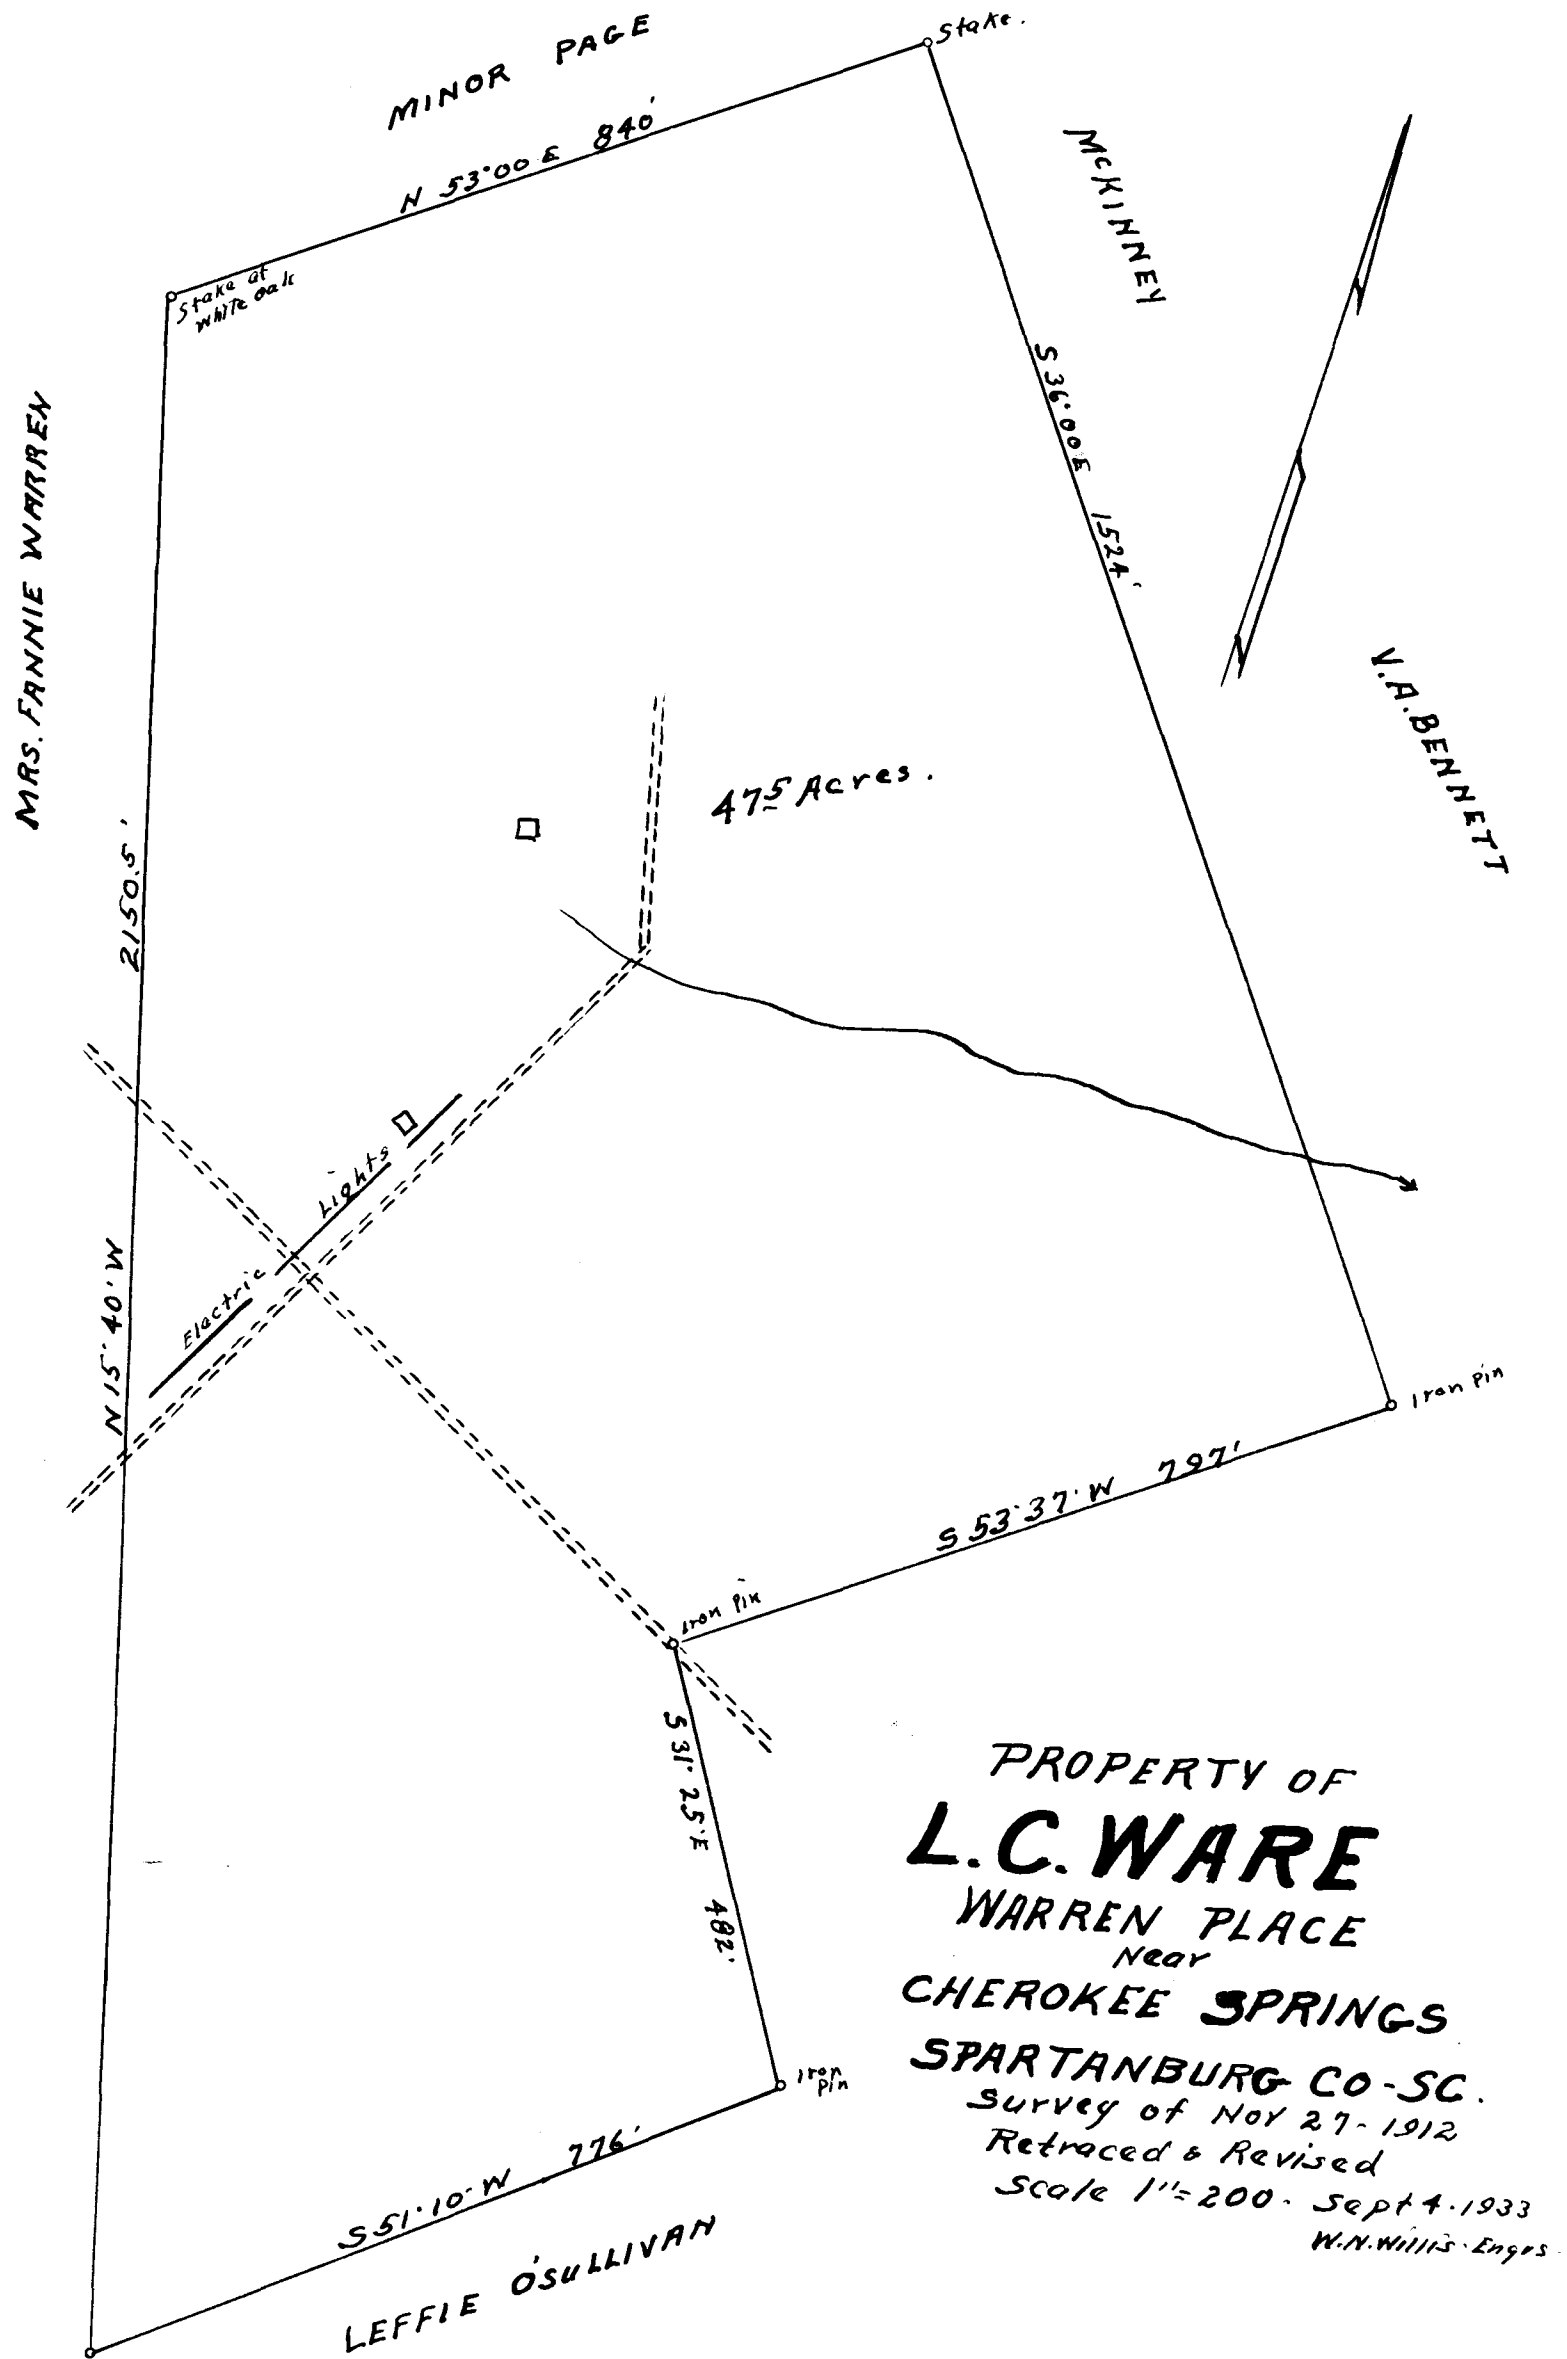 MINOR PAGE
Stake.
N 53°00 E 840'
Stake at
white oak
McKINNEY
S 36°00 E 1524'
MRS. FANNIE WARREN
V.A. BENNETT
47 5 Acres.
2150.5'
N 15° 40' W
Electric Lights
Iron Pin
S 53° 37' W 797'
Iron Pin
S 31° 25' E 482'
Iron
Pin
S 51° 10' W 776'
LEFFIE O'SULLIVAN
PROPERTY OF
L.C. WARE
WARREN PLACE
Near
CHEROKEE SPRINGS
SPARTANBURG CO-SC.
Survey of Nov 27-1912
Retraced & Revised
Scale 1"=200- Sept 4-1933
W.N. Willis-Engrs